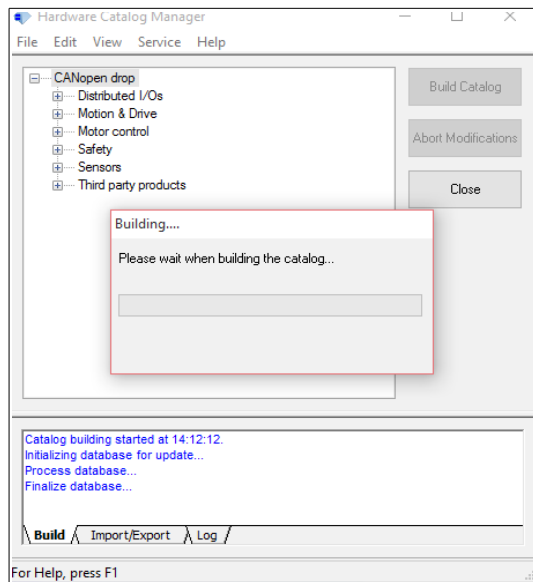 Hardware Catalog Manager
File Edit View Service Help
CANopen drop
Distributed I/Os
Motion & Drive
Motor control
Safety
Sensors
Third party products
Build Catalog
Abort Modifications
Close
Building....
Please wait when building the catalog...
Catalog building started at 14:12:12.
Initializing database for update...
Process database...
Finalize database...
Build Import/Export Log
For Help, press F1